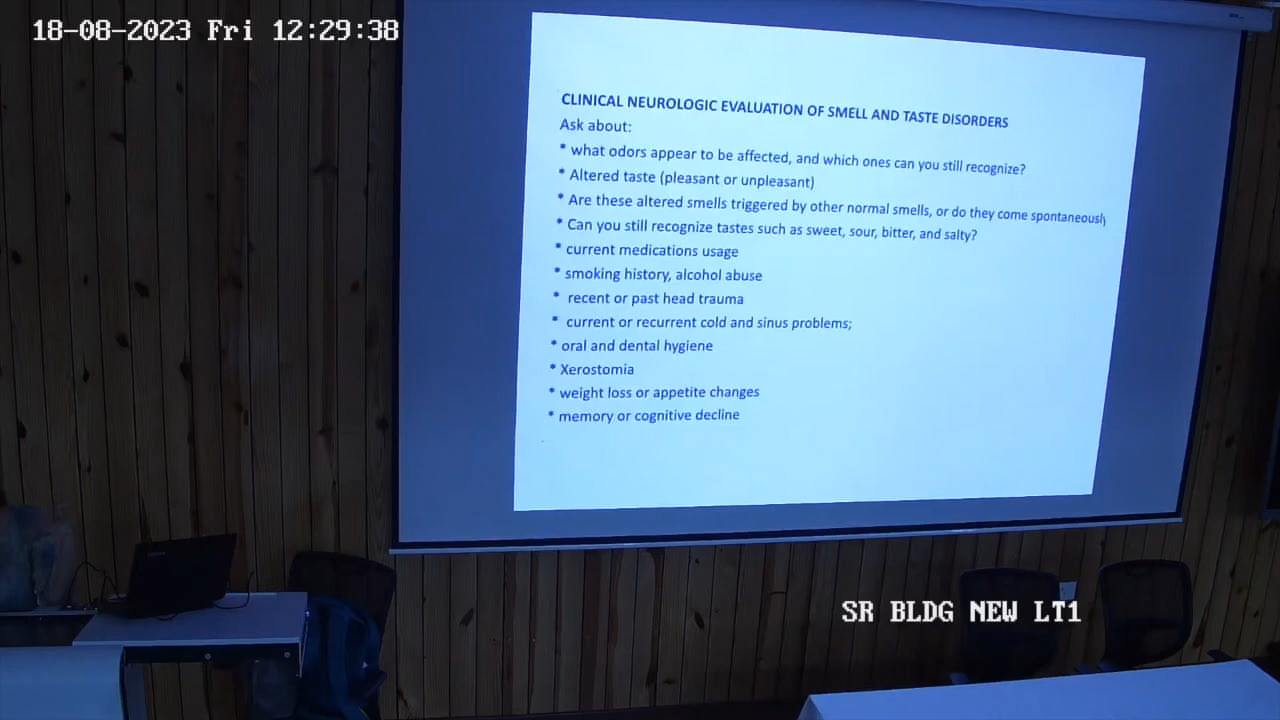 18-08-2023 Fri 12:29:38
CLINICAL NEUROLOGIC EVALUATION OF SMELL AND TASTE DISORDERS
Ask about:
* what odors appear to be affected, and which ones can you still recognize?
* Altered taste (pleasant or unpleasant)
* Are these altered smells triggered by other normal smells, or do they come spontaneously
* Can you still recognize tastes such as sweet, sour, bitter, and salty?
* current medications usage
* smoking history, alcohol abuse
* recent or past head trauma
* current or recurrent cold and sinus problems;
* oral and dental hygiene
* Xerostomia
* weight loss or appetite changes
* memory or cognitive decline
SR BLDG NEW LT1